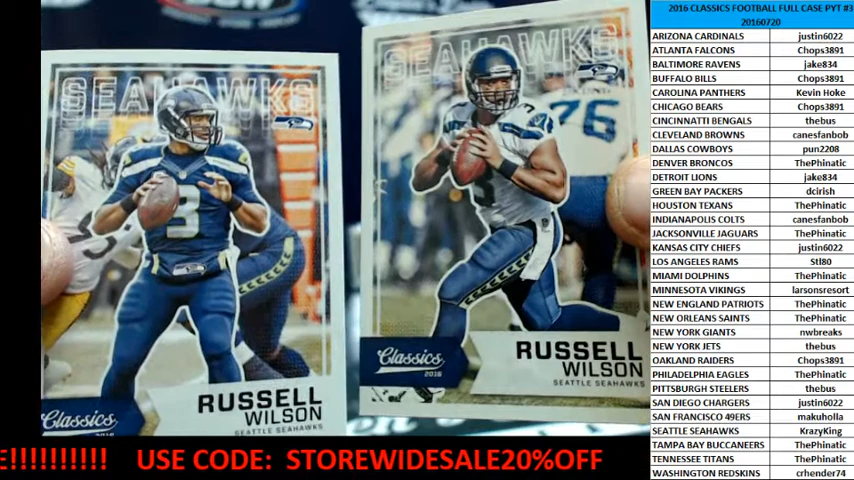 2016 CLASSICS FOOTBALL FULL CASE PYT #3
20160720
ARIZONA CARDINALS justin6022
ATLANTA FALCONS Chops3891
BALTIMORE RAVENS jake834
BUFFALO BILLS Chops3891
CAROLINA PANTHERS Kevin Hoke
CHICAGO BEARS Chops3891
CINCINNATI BENGALS thebus
CLEVELAND BROWNS canesfanbob
DALLAS COWBOYS pun2208
DENVER BRONCOS ThePhinatic
DETROIT LIONS jake834
GREEN BAY PACKERS dcirish
HOUSTON TEXANS ThePhinatic
INDIANAPOLIS COLTS canesfanbob
JACKSONVILLE JAGUARS ThePhinatic
KANSAS CITY CHIEFS justin6022
LOS ANGELES RAMS Stl80
MIAMI DOLPHINS ThePhinatic
MINNESOTA VIKINGS larsonsresort
NEW ENGLAND PATRIOTS ThePhinatic
NEW ORLEANS SAINTS ThePhinatic
NEW YORK GIANTS nwbreaks
NEW YORK JETS thebus
OAKLAND RAIDERS Chops3891
PHILADELPHIA EAGLES ThePhinatic
PITTSBURGH STEELERS thebus
SAN DIEGO CHARGERS justin6022
SAN FRANCISCO 49ERS makuholla
SEATTLE SEAHAWKS KrazyKing
TAMPA BAY BUCCANEERS ThePhinatic
TENNESSEE TITANS ThePhinatic
WASHINGTON REDSKINS crhender74
SEAHAWKS
3
Classics
2016
RUSSELL
WILSON
SEATTLE SEAHAWKS
SEAHAWKS
76
3
Classics
2016
RUSSELL
WILSON
SEATTLE SEAHAWKS
E!!!!!!!!!!! USE CODE: STOREWIDESALE20%OFF